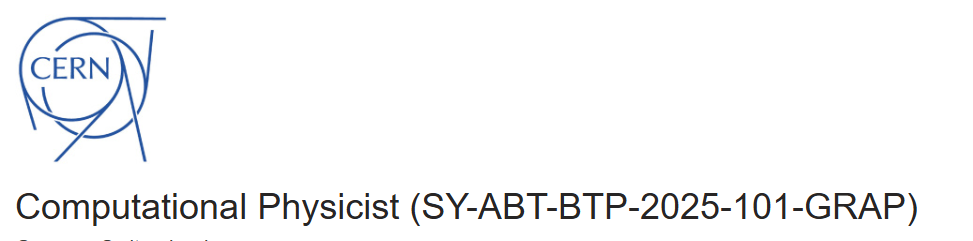 CERN
Computational Physicist (SY-ABT-BTP-2025-101-GRAP)